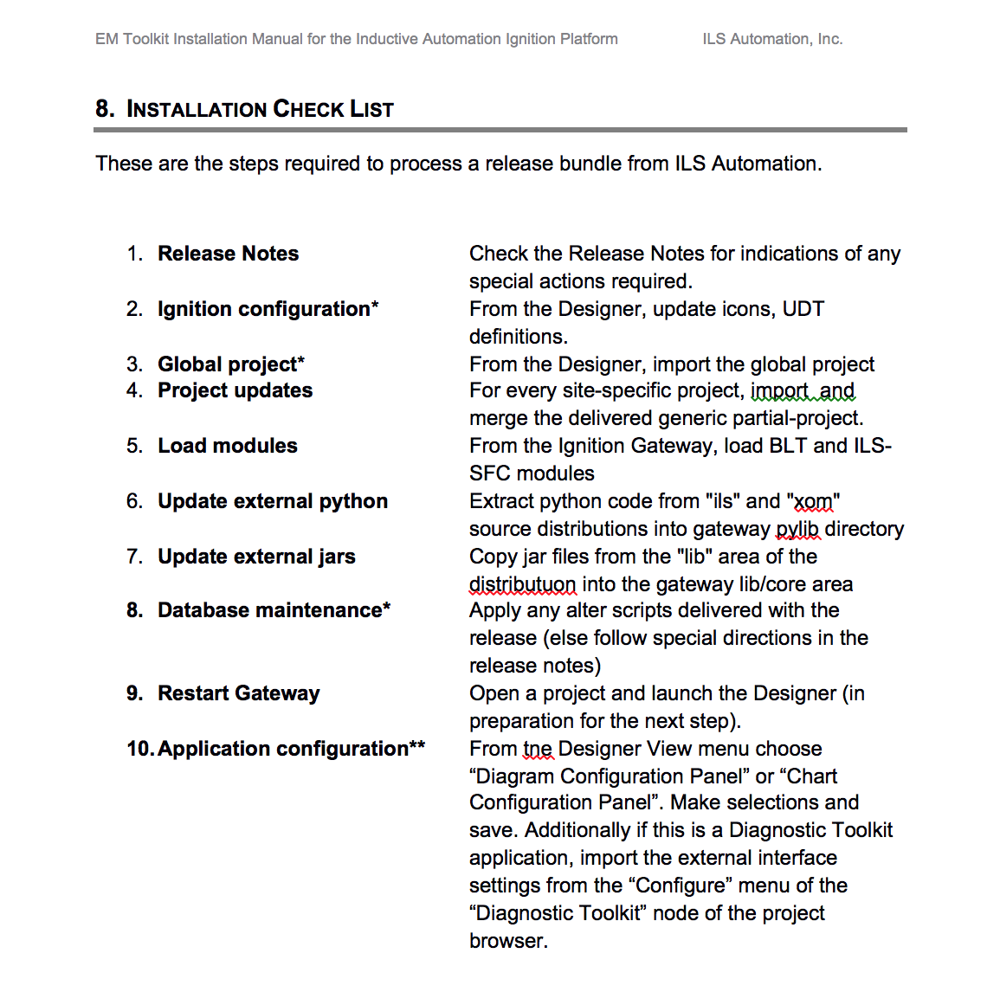 EM Toolkit Installation Manual for the Inductive Automation Ignition Platform ILS Automation, Inc.
8. INSTALLATION CHECK LIST
These are the steps required to process a release bundle from ILS Automation.
1. Release Notes Check the Release Notes for indications of any
special actions required.
2. Ignition configuration* From the Designer, update icons, UDT
definitions.
3. Global project* From the Designer, import the global project
4. Project updates For every site-specific project, import and
merge the delivered generic partial-project.
5. Load modules From the Ignition Gateway, load BLT and ILS-
SFC modules
6. Update external python Extract python code from "ils" and "xom"
source distributions into gateway pylib directory
7. Update external jars Copy jar files from the "lib" area of the
distributuon into the gateway lib/core area
8. Database maintenance* Apply any alter scripts delivered with the
release (else follow special directions in the
release notes)
9. Restart Gateway Open a project and launch the Designer (in
preparation for the next step).
10. Application configuration** From tne Designer View menu choose
“Diagram Configuration Panel” or “Chart
Configuration Panel”. Make selections and
save. Additionally if this is a Diagnostic Toolkit
application, import the external interface
settings from the “Configure” menu of the
“Diagnostic Toolkit” node of the project
browser.